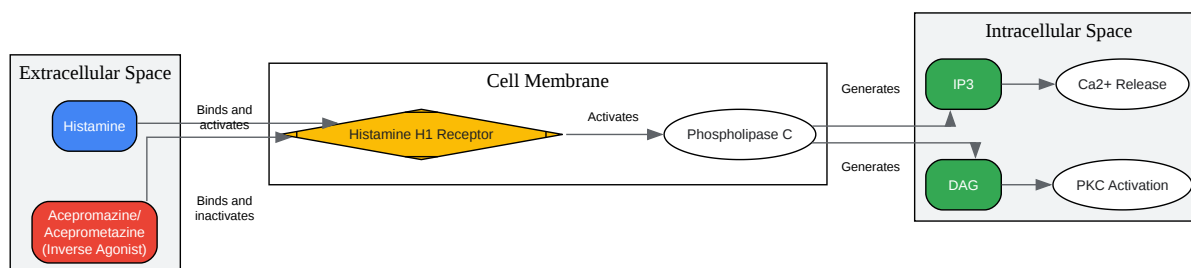 Extracellular Space
Histamine
Acepromazine/
Aceprometazine
(Inverse Agonist)
Binds and
activates
Binds and
inactivates
Cell Membrane
Histamine H1 Receptor
Activates
Phospholipase C
Generates
Generates
Intracellular Space
IP3
Ca2+ Release
DAG
PKC Activation